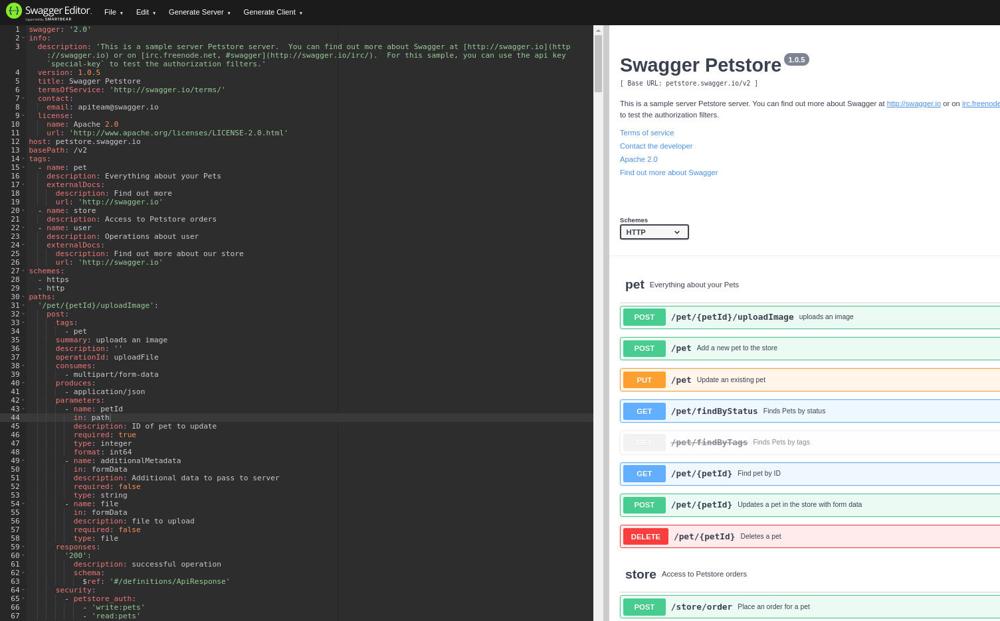 Swagger Editor.
Supported by SMARTBEAR
File ▾ Edit ▾ Generate Server ▾ Generate Client ▾
1 swagger: '2.0'
2 info:
3   description: 'This is a sample server Petstore server.  You can find out more about Swagger at [http://swagger.io](http
    ://swagger.io) or on [irc.freenode.net, #swagger](http://swagger.io/irc/).  For this sample, you can use the api key
    `special-key` to test the authorization filters.'
4   version: 1.0.5
5   title: Swagger Petstore
6   termsOfService: 'http://swagger.io/terms/'
7   contact:
8     email: apiteam@swagger.io
9   license:
10     name: Apache 2.0
11     url: 'http://www.apache.org/licenses/LICENSE-2.0.html'
12 host: petstore.swagger.io
13 basePath: /v2
14 tags:
15   - name: pet
16     description: Everything about your Pets
17     externalDocs:
18       description: Find out more
19       url: 'http://swagger.io'
20   - name: store
21     description: Access to Petstore orders
22   - name: user
23     description: Operations about user
24     externalDocs:
25       description: Find out more about our store
26       url: 'http://swagger.io'
27 schemes:
28   - https
29   - http
30 paths:
31   '/pet/{petId}/uploadImage':
32     post:
33       tags:
34         - pet
35       summary: uploads an image
36       description: ''
37       operationId: uploadFile
38       consumes:
39         - multipart/form-data
40       produces:
41         - application/json
42       parameters:
43         - name: petId
44           in: path
45           description: ID of pet to update
46           required: true
47           type: integer
48           format: int64
49         - name: additionalMetadata
50           in: formData
51           description: Additional data to pass to server
52           required: false
53           type: string
54         - name: file
55           in: formData
56           description: file to upload
57           required: false
58           type: file
59       responses:
60         '200':
61           description: successful operation
62           schema:
63             $ref: '#/definitions/ApiResponse'
64       security:
65         - petstore_auth:
66             - 'write:pets'
67             - 'read:pets'
Swagger Petstore 1.0.5
[ Base URL: petstore.swagger.io/v2 ]
This is a sample server Petstore server. You can find out more about Swagger at http://swagger.io or on irc.freenode
to test the authorization filters.
Terms of service
Contact the developer
Apache 2.0
Find out more about Swagger
Schemes
HTTP
pet Everything about your Pets
POST /pet/{petId}/uploadImage uploads an image
POST /pet Add a new pet to the store
PUT /pet Update an existing pet
GET /pet/findByStatus Finds Pets by status
GET /pet/findByTags Finds Pets by tags
GET /pet/{petId} Find pet by ID
POST /pet/{petId} Updates a pet in the store with form data
DELETE /pet/{petId} Deletes a pet
store Access to Petstore orders
POST /store/order Place an order for a pet